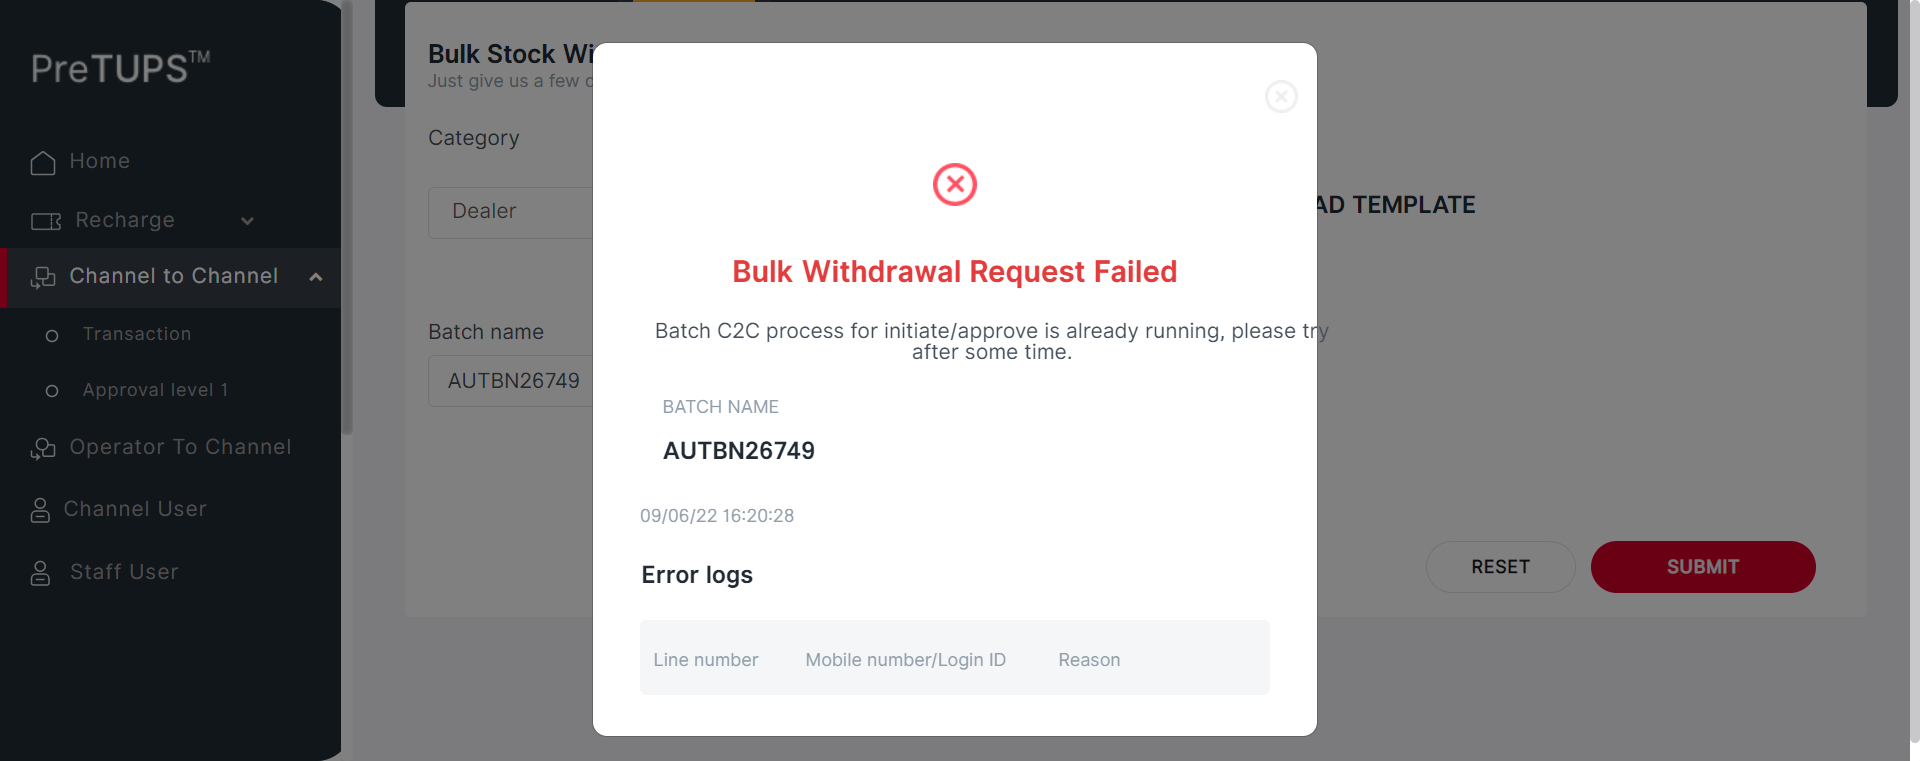 PreTUPS™
Home
Recharge
Channel to Channel
Transaction
Approval level 1
Operator To Channel
Channel User
Staff User
Bulk Stock
Just give us a few
Category
Dealer
AD TEMPLATE
Batch name
AUTBN26749
RESET
SUBMIT
Bulk Withdrawal Request Failed
Batch C2C process for initiate/approve is already running, please try
after some time.
BATCH NAME
AUTBN26749
09/06/22 16:20:28
Error logs
Line number Mobile number/Login ID Reason